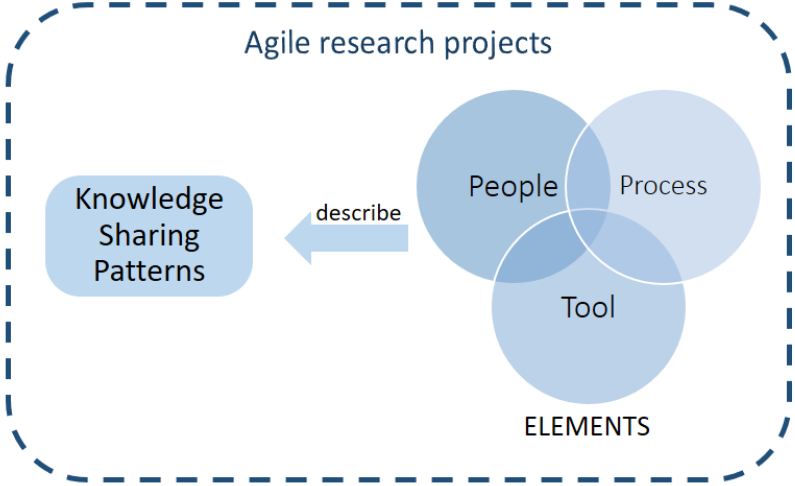 Agile research projects
Knowledge
Sharing
Patterns
describe
People
Process
Tool
ELEMENTS